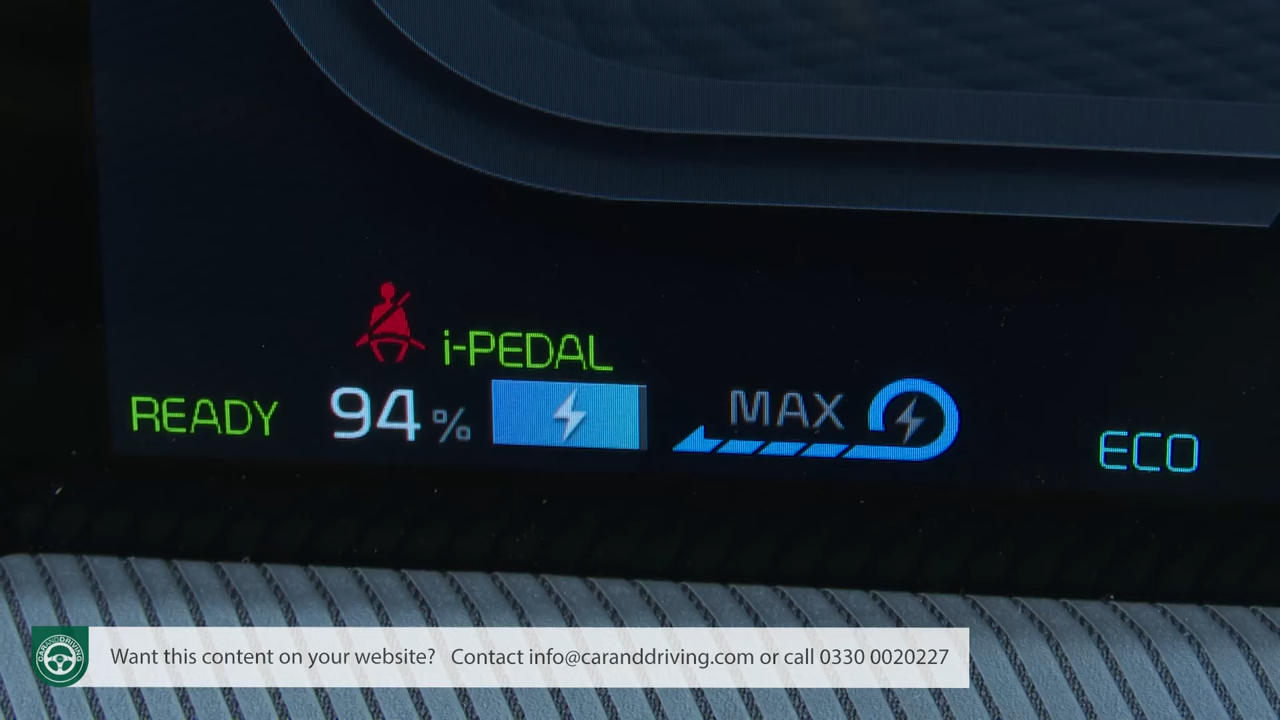 i-PEDAL
READY 94 % MAX ECO
CARANDDRIVING
Want this content on your website? Contact info@caranddriving.com or call 0330 0020227